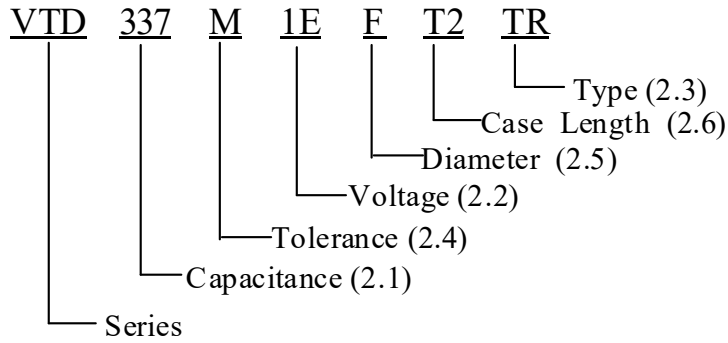 VTD 337 M 1E F T2 TR
Type (2.3)
Case Length (2.6)
Diameter (2.5)
Voltage (2.2)
Tolerance (2.4)
Capacitance (2.1)
Series